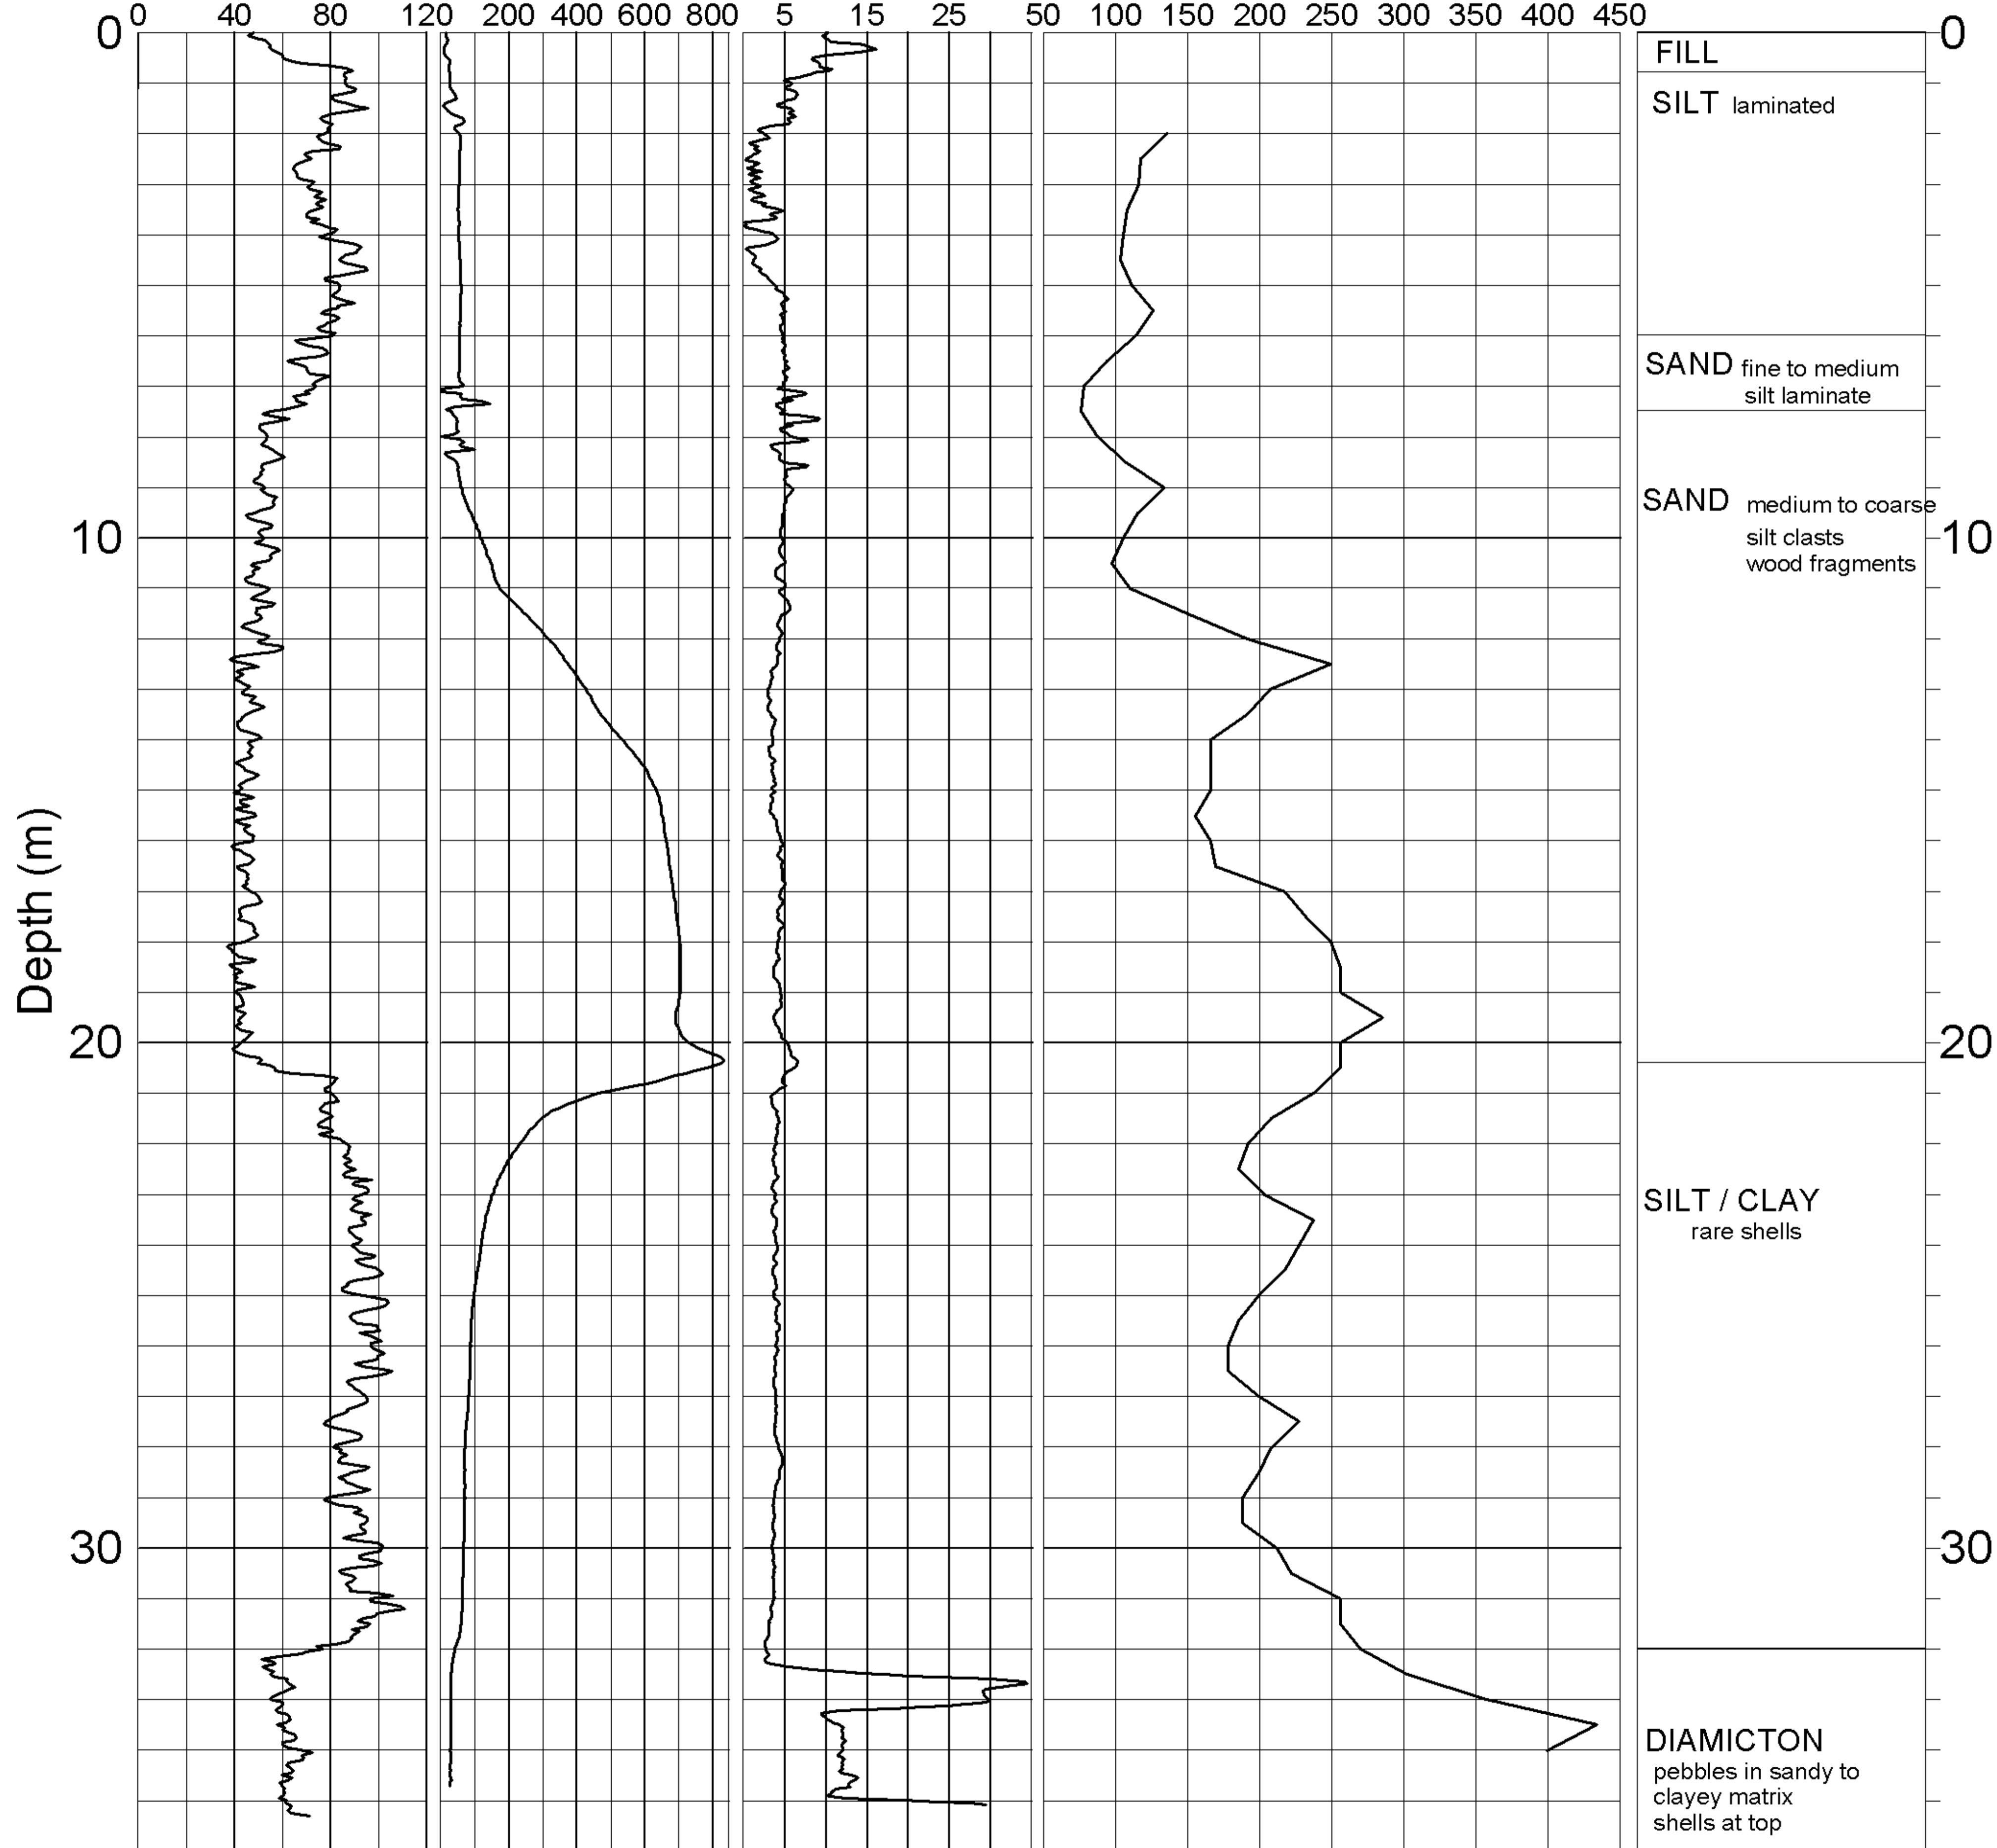 0 40 80 120 200 400 600 800 5 15 25 50 100 150 200 250 300 350 400 450
0 0
FILL
SILT laminated
SAND fine to medium
silt laminate
SAND medium to coarse
10 silt clasts 10
wood fragments
Depth (m)
20 20
SILT / CLAY
rare shells
30 30
DIAMICTON
pebbles in sandy to
clayey matrix
shells at top